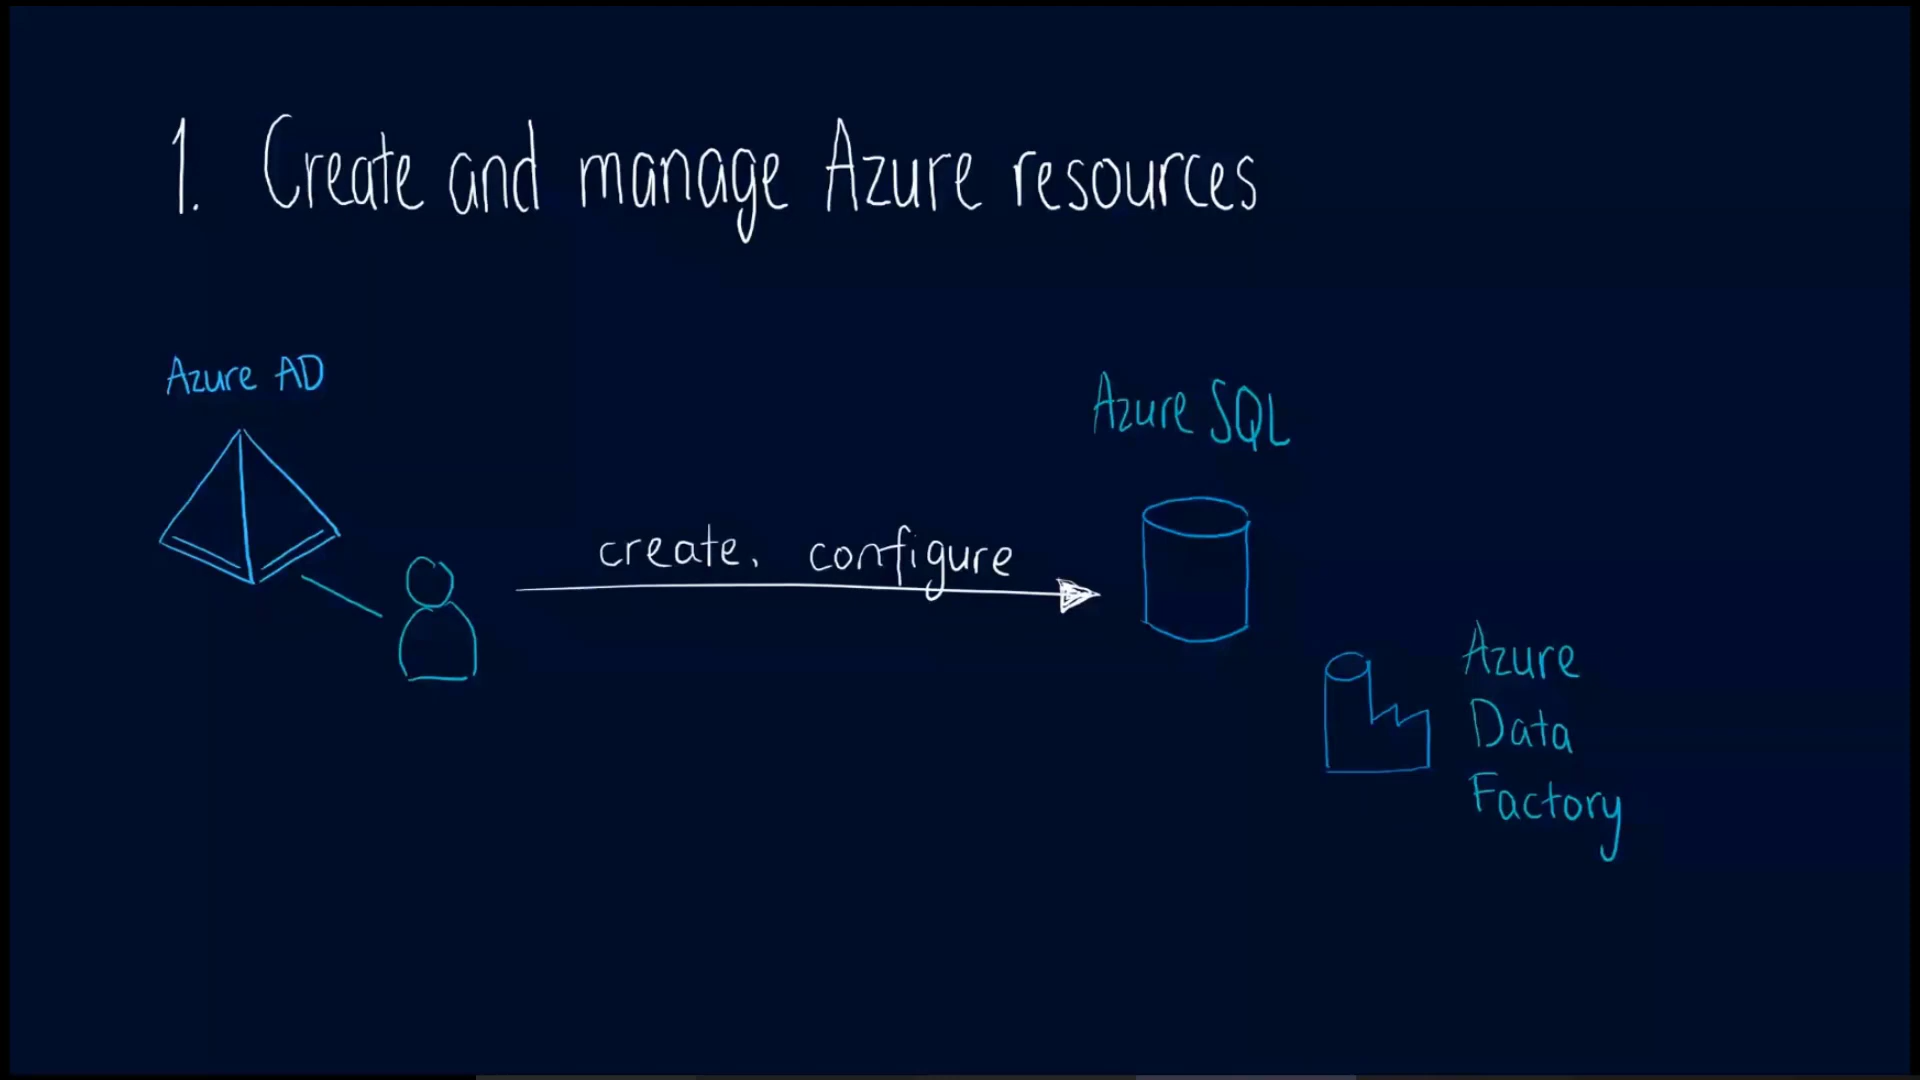 1. Create and manage Azure resources
Azure AD
Azure SQL
create, configure
Azure
Data
Factory